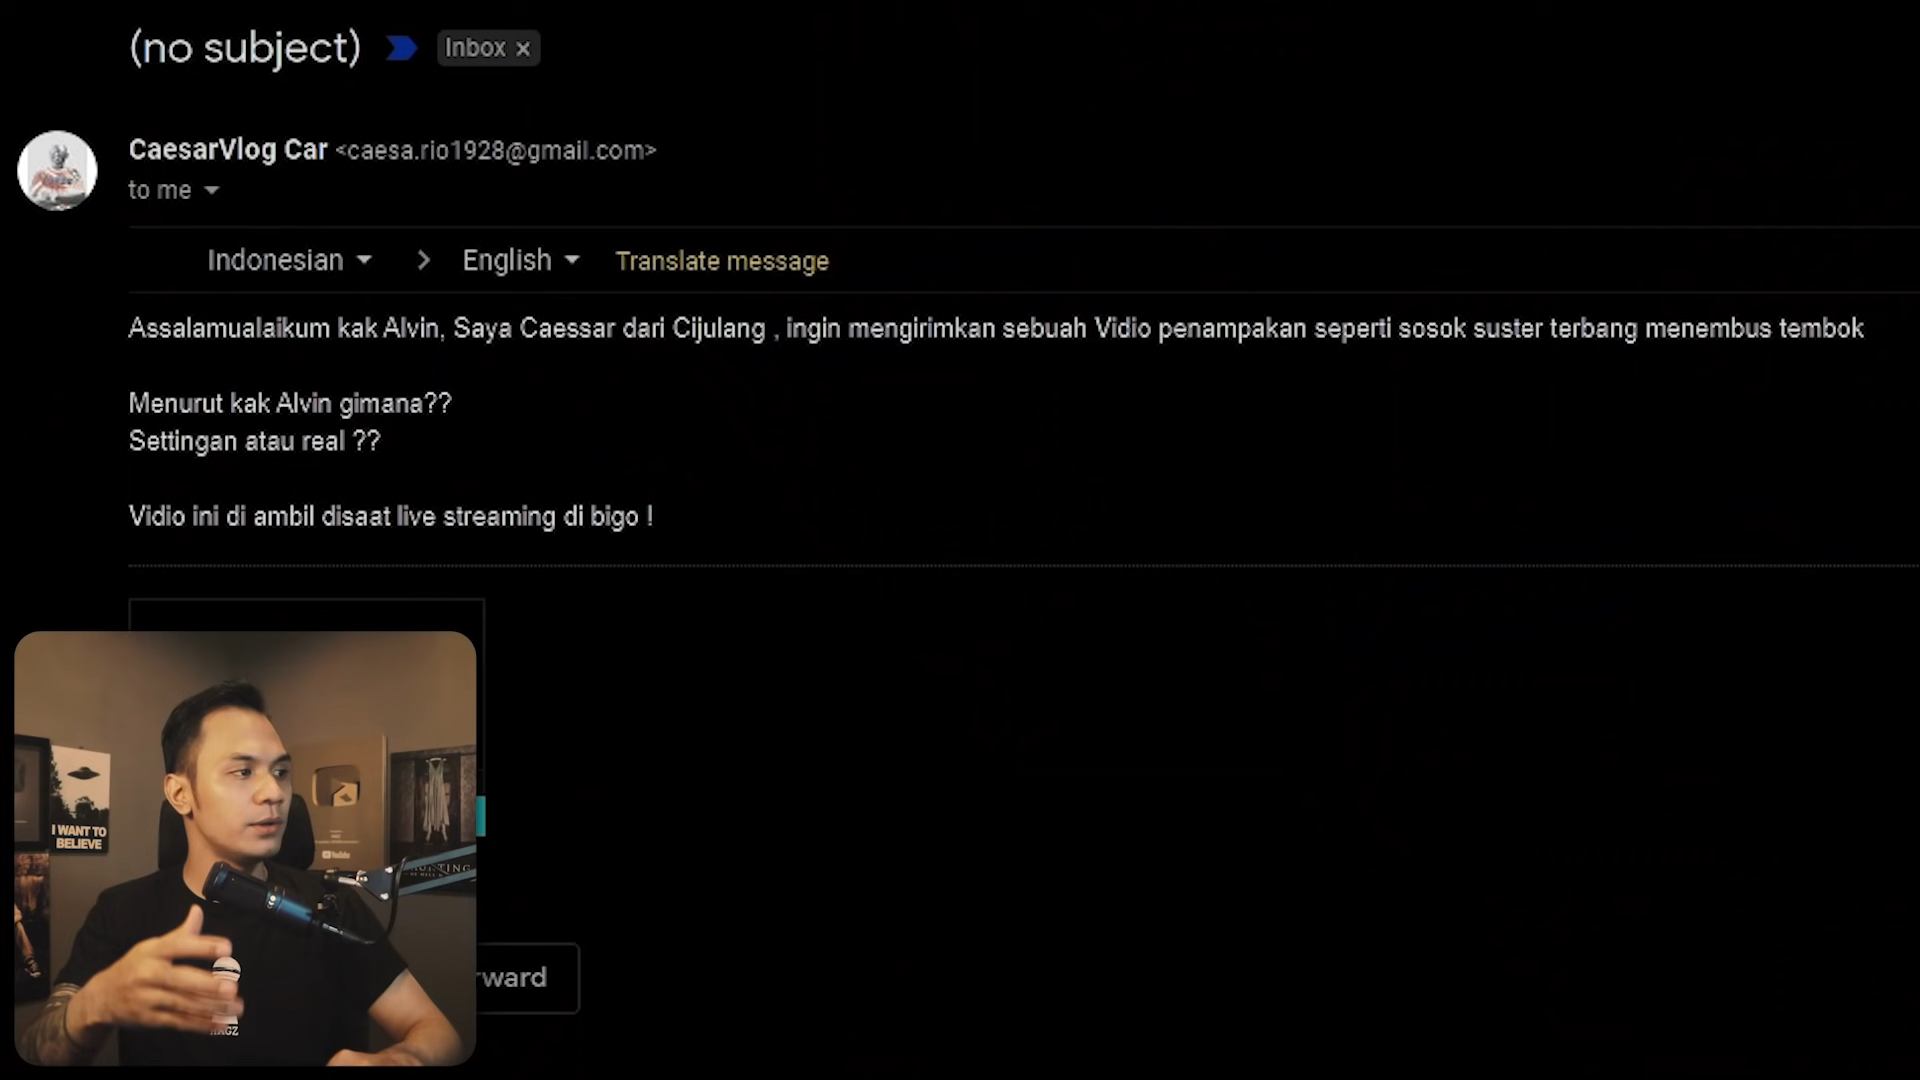 (no subject)
Inbox ×
CaesarVlog Car <caesa.rio1928@gmail.com>
to me
Indonesian > English Translate message
Assalamualaikum kak Alvin, Saya Caessar dari Cijulang , ingin mengirimkan sebuah Vidio penampakan seperti sosok suster terbang menembus tembok
Menurut kak Alvin gimana??
Settingan atau real ??
Vidio ini di ambil disaat live streaming di bigo !
I WANT TO
BELIEVE
YouTube
rward